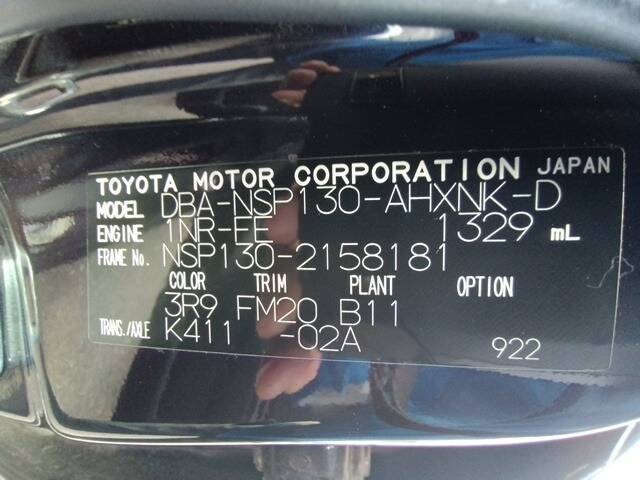 TOYOTA MOTOR CORPORATION JAPAN
MODEL DBA-NSP130-AHXNK-D
ENGINE 1NR-FE 1329 mL
FRAME No. NSP130-2158181
COLOR TRIM PLANT OPTION
3R9 FM20 B11
TRANS./AXLE K411 -02A 922